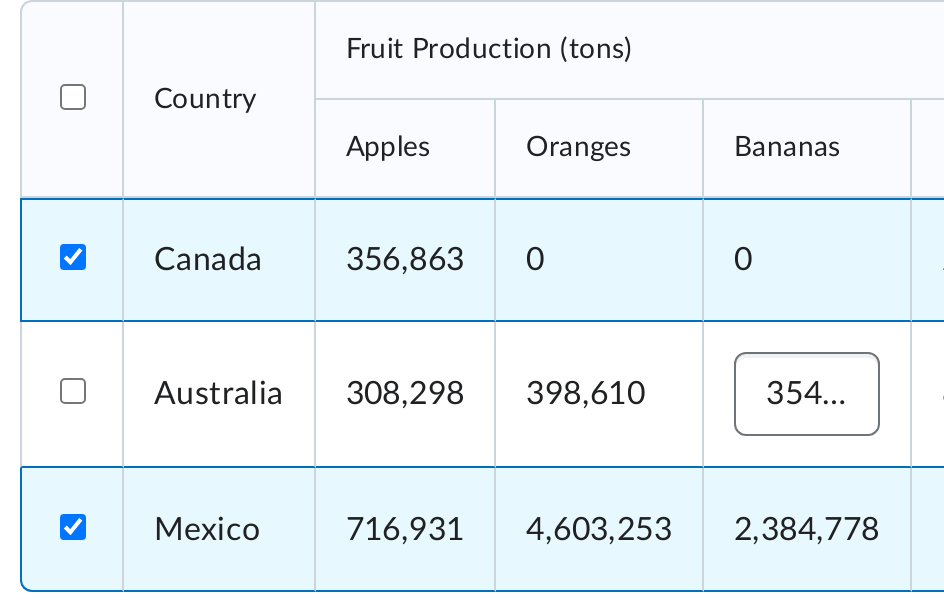 Fruit Production (tons)
Country
Apples Oranges Bananas
Canada 356,863 0 0
Australia 308,298 398,610 354...
Mexico 716,931 4,603,253 2,384,778